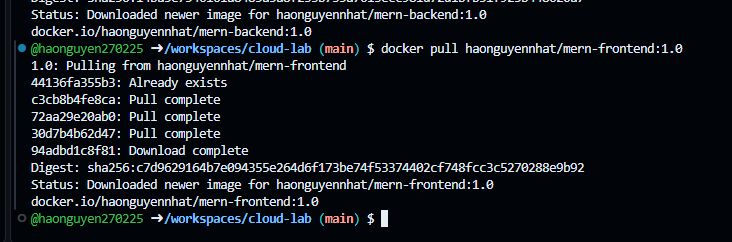 Status: Downloaded newer image for haonguyennhat/mern-backend:1.0
docker.io/haonguyennhat/mern-backend:1.0
@haonguyen270225 ➜/workspaces/cloud-lab (main) $ docker pull haonguyennhat/mern-frontend:1.0
1.0: Pulling from haonguyennhat/mern-frontend
44136fa355b3: Already exists
c3cb8b4fe8ca: Pull complete
72aa29e20ab0: Pull complete
30d7b4b62d47: Pull complete
94adbd1c8f81: Download complete
Digest: sha256:c7d9629164b7e094355e264d6f173be74f53374402cf748fcc3c5270288e9b92
Status: Downloaded newer image for haonguyennhat/mern-frontend:1.0
docker.io/haonguyennhat/mern-frontend:1.0
@haonguyen270225 ➜/workspaces/cloud-lab (main) $